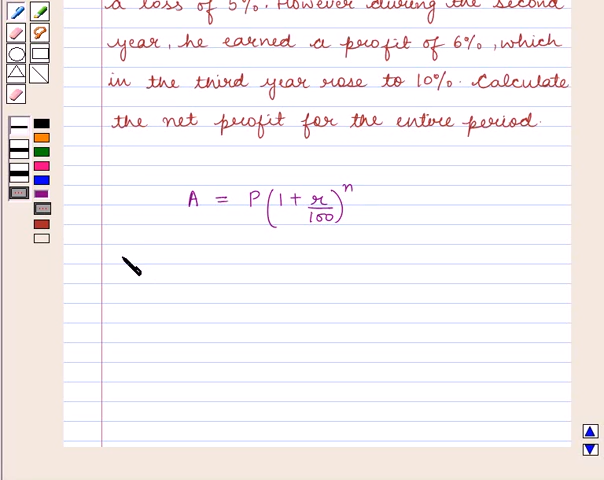 a loss of 5%. However during the second
year, he earned a profit of 6%, which
in the third year rose to 10%. Calculate
the net profit for the entire period.
A = P(1 + r/100)^n